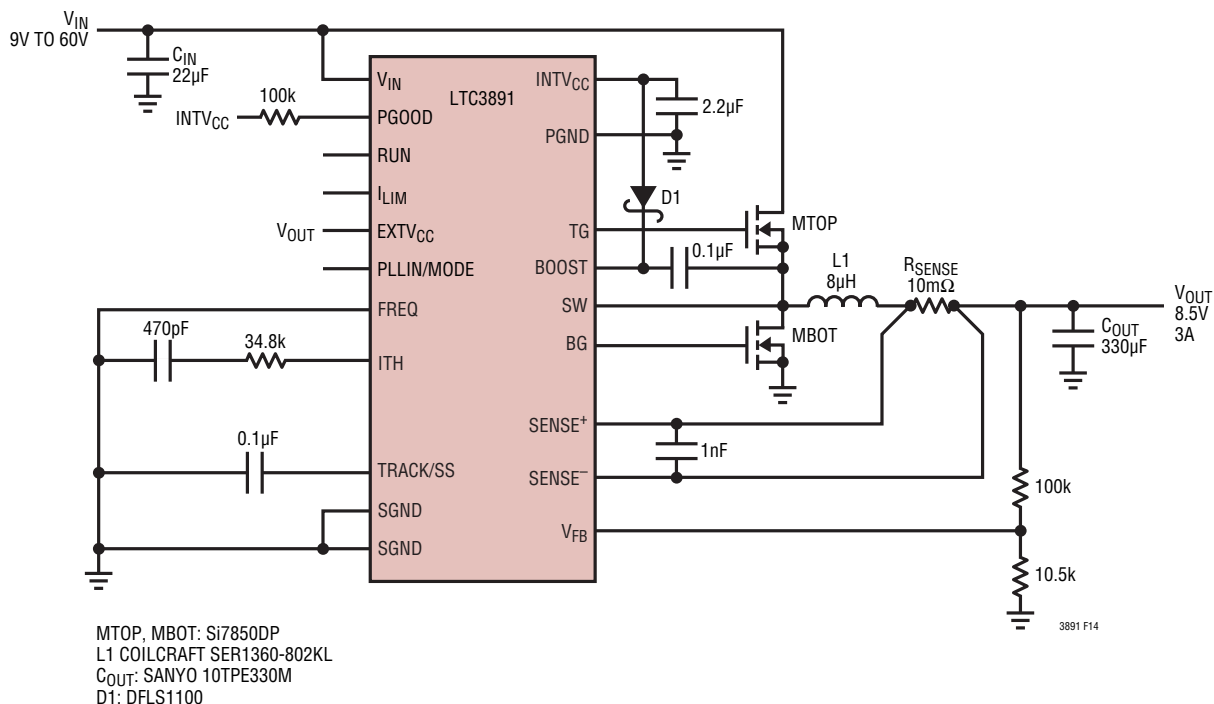 VIN
9V TO 60V
CIN
22µF
100k
INTVCC
VIN
LTC3891
INTVCC
PGOOD
PGND
2.2µF
RUN
ILIM
D1
VOUT
EXTVCC
TG
MTOP
PLLIN/MODE
BOOST
0.1µF
L1
8µH
RSENSE
10mΩ
FREQ
SW
VOUT
8.5V
3A
470pF
34.8k
ITH
BG
MBOT
COUT
330µF
0.1µF
TRACK/SS
SENSE+
1nF
SENSE–
100k
SGND
VFB
SGND
10.5k
3891 F14
MTOP, MBOT: Si7850DP
L1 COILCRAFT SER1360-802KL
COUT: SANYO 10TPE330M
D1: DFLS1100